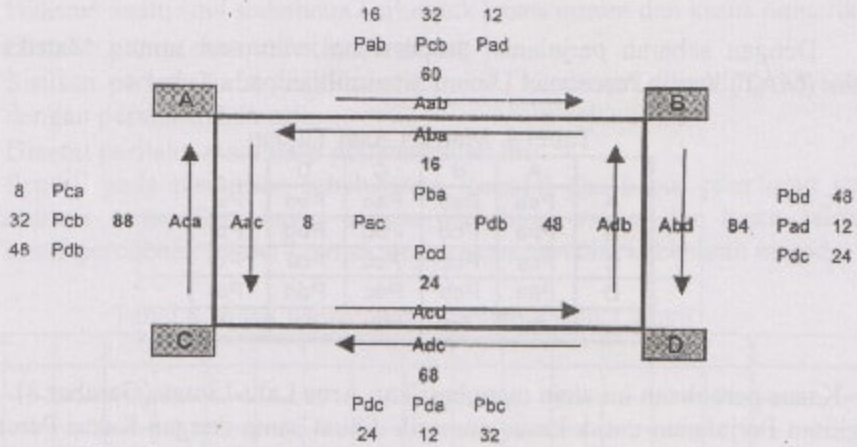 16 32 12
Pab Pcb Pad
60
A Aab B
Aba
16
Pba
8 Pca
32 Pcb 88 Aca Aac 8 Pac Pdb 48 Adb Abd 84
48 Pdb
Pbd 48
Pad 12
Pdc 24
Pcd
24
Acd
C Adc D
68
Pdc Pda Pbc
24 12 32